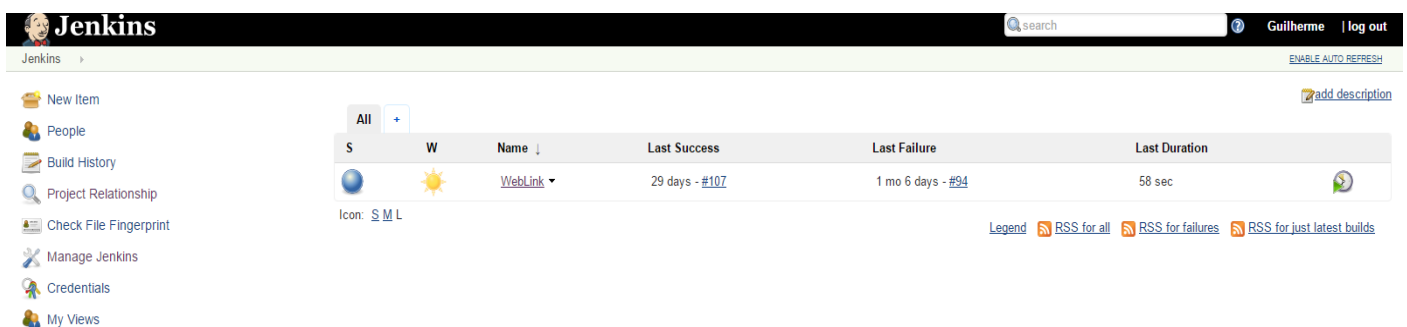 Jenkins
search
Guilherme | log out
Jenkins
ENABLE AUTO REFRESH
New Item
People
Build History
Project Relationship
Check File Fingerprint
Manage Jenkins
Credentials
My Views
add description
All +
S W Name ↓ Last Success Last Failure Last Duration
WebLink 29 days - #107 1 mo 6 days - #94 58 sec
Icon: S M L
Legend RSS for all RSS for failures RSS for just latest builds